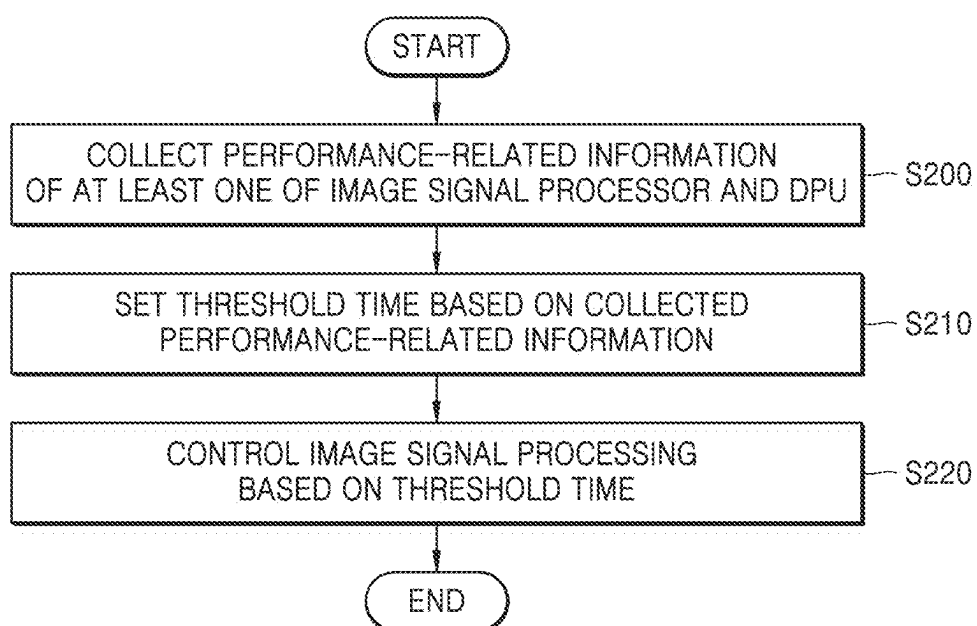 START
COLLECT PERFORMANCE-RELATED INFORMATION
OF AT LEAST ONE OF IMAGE SIGNAL PROCESSOR AND DPU
S200
SET THRESHOLD TIME BASED ON COLLECTED
PERFORMANCE-RELATED INFORMATION
S210
CONTROL IMAGE SIGNAL PROCESSING
BASED ON THRESHOLD TIME
S220
END